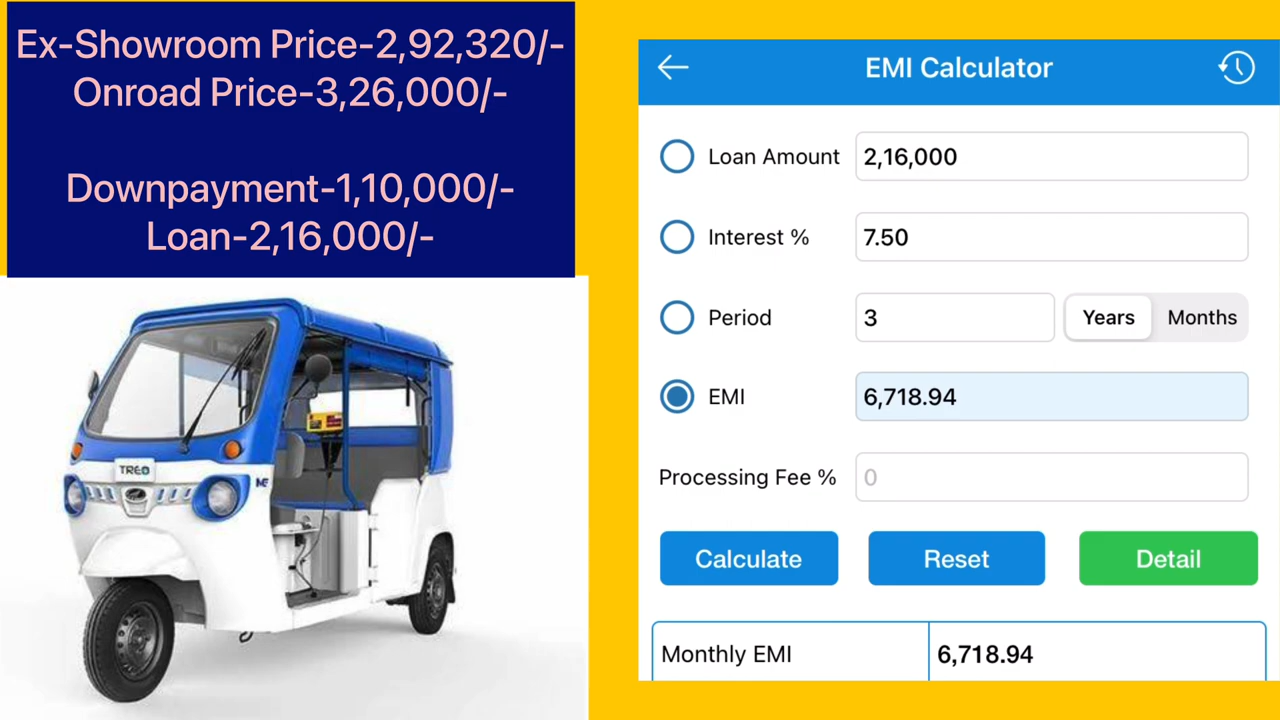 Ex-Showroom Price-2,92,320/-
Onroad Price-3,26,000/-
Downpayment-1,10,000/-
Loan-2,16,000/-
TREO
EMI Calculator
Loan Amount 2,16,000
Interest % 7.50
Period 3 Years Months
EMI 6,718.94
Processing Fee % 0
Calculate Reset Detail
Monthly EMI 6,718.94